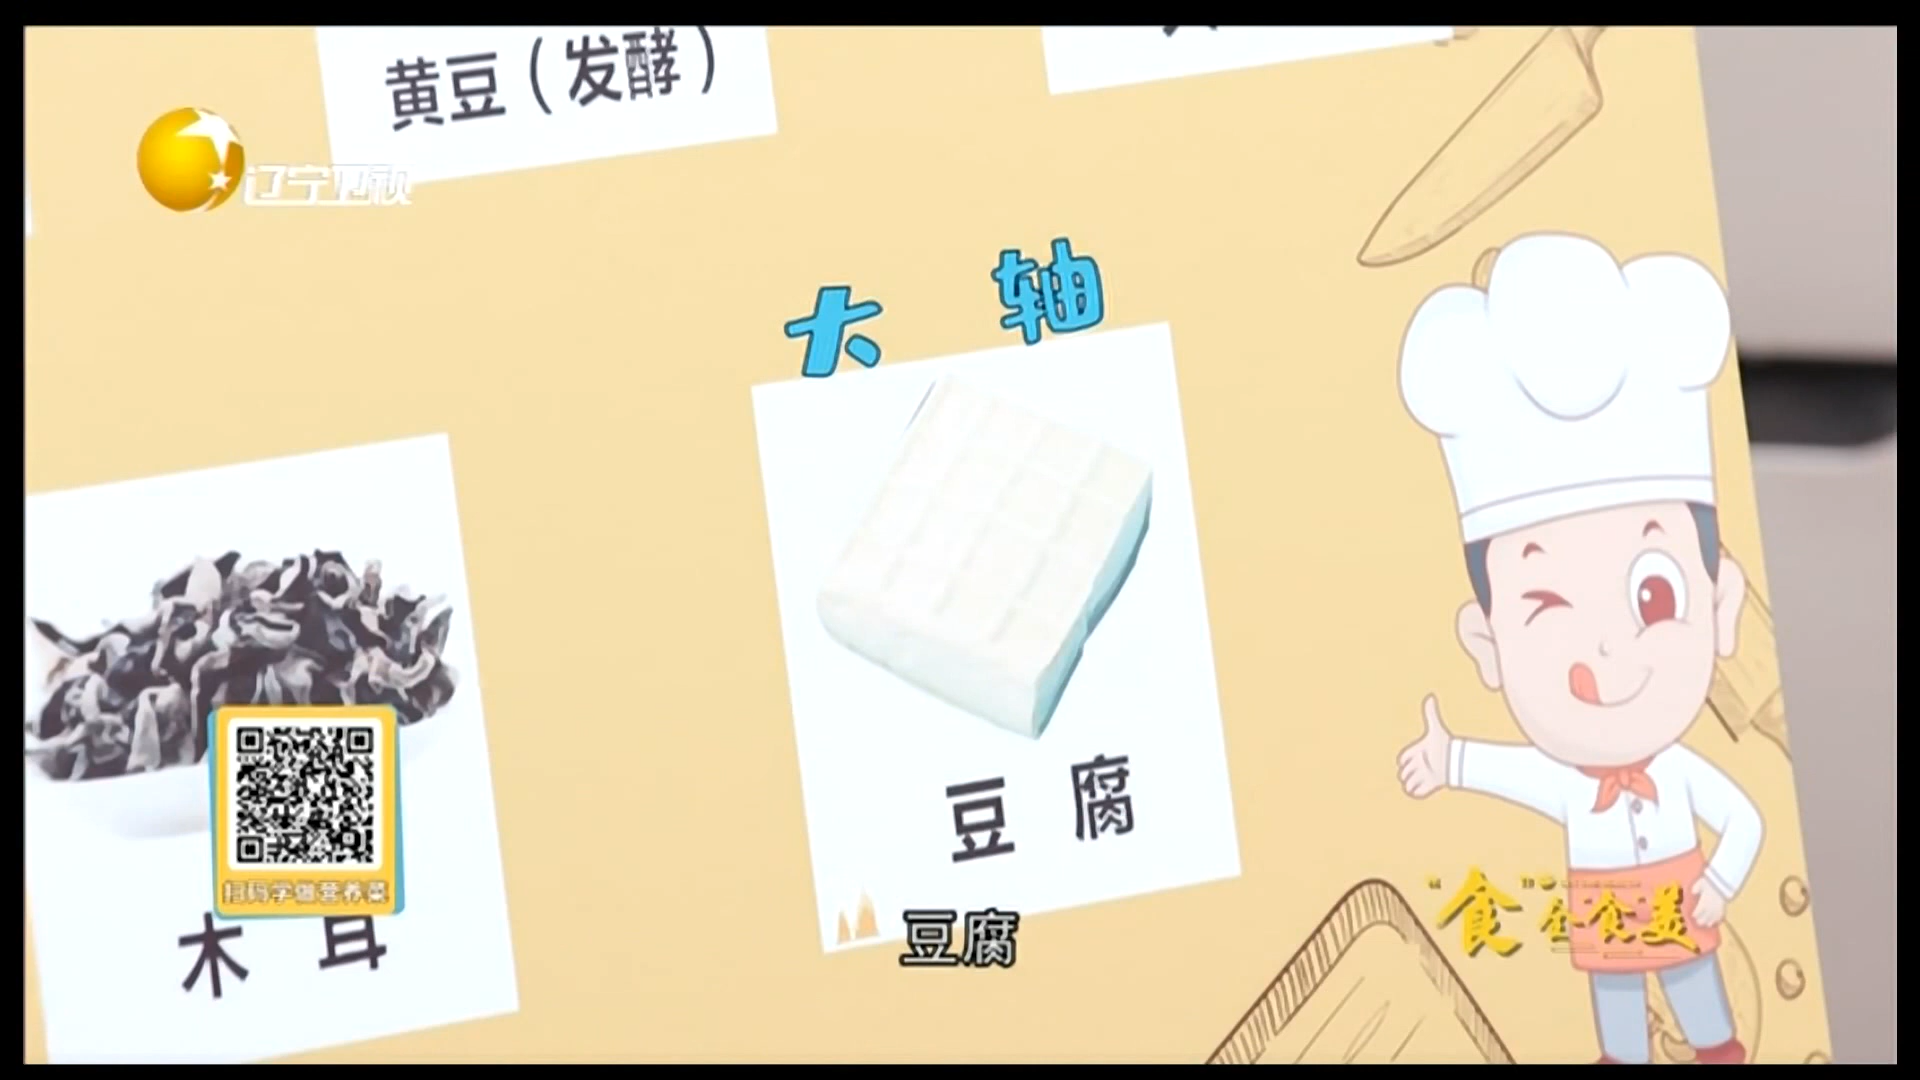 黄豆（发酵）
辽宁卫视
大轴
豆腐
扫码学做营养菜
木耳
豆腐
"食"全食美